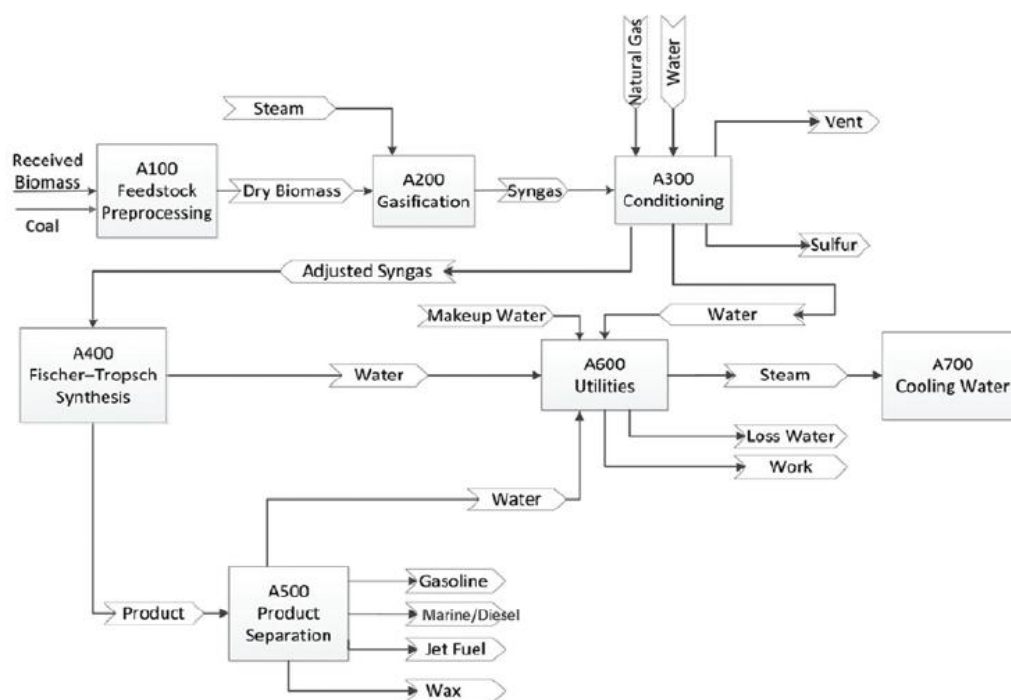 Natural Gas
Water
Steam
Vent
Received
Biomass
Coal
A100
Feedstock
Preprocessing
Dry Biomass
A200
Gasification
Syngas
A300
Conditioning
Sulfur
Adjusted Syngas
Makeup Water
Water
A400
Fischer–Tropsch
Synthesis
Water
A600
Utilities
Steam
A700
Cooling Water
Loss Water
Work
Water
Product
A500
Product
Separation
Gasoline
Marine/Diesel
Jet Fuel
Wax